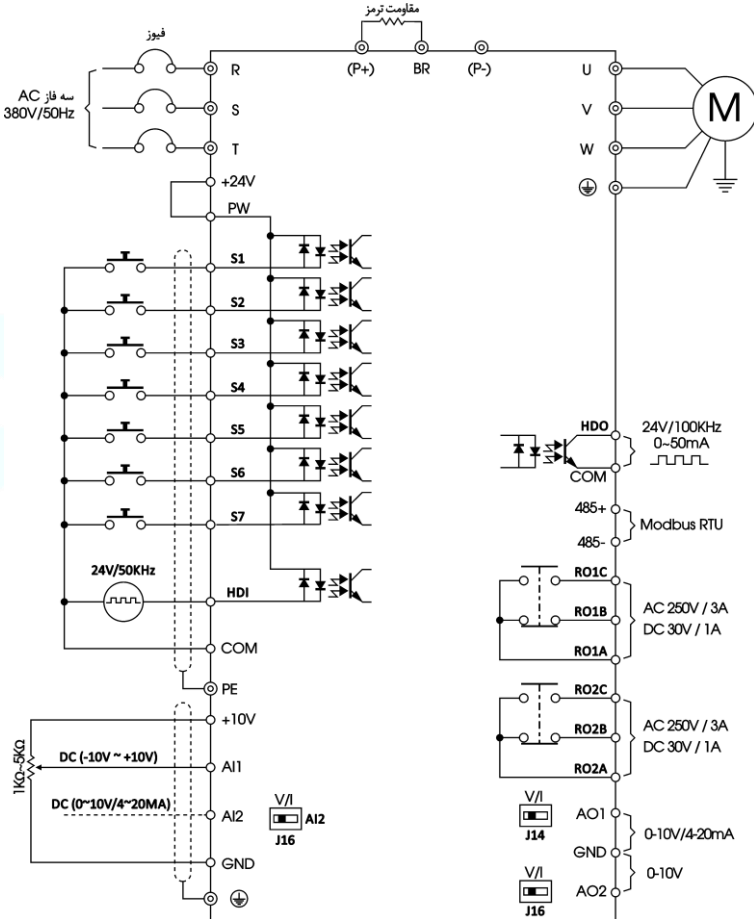 مقاومت ترمز
(P+) BR (P-)
فیوز
سه فاز AC
380V/50Hz
R
S
T
U
V
W
M
+24V
PW
S1
S2
S3
S4
S5
S6
S7
24V/50KHz
HDI
COM
PE
+10V
1KΩ~5KΩ
DC (-10V ~ +10V)
AI1
DC (0~10V/4~20MA)
AI2
V/I
AI2
J16
GND
HDO
24V/100KHz
0~50mA
COM
485+
Modbus RTU
485-
RO1C
RO1B
AC 250V / 3A
DC 30V / 1A
RO1A
RO2C
RO2B
AC 250V / 3A
DC 30V / 1A
RO2A
V/I
J14
AO1
0-10V/4-20mA
GND
0-10V
V/I
J16
AO2